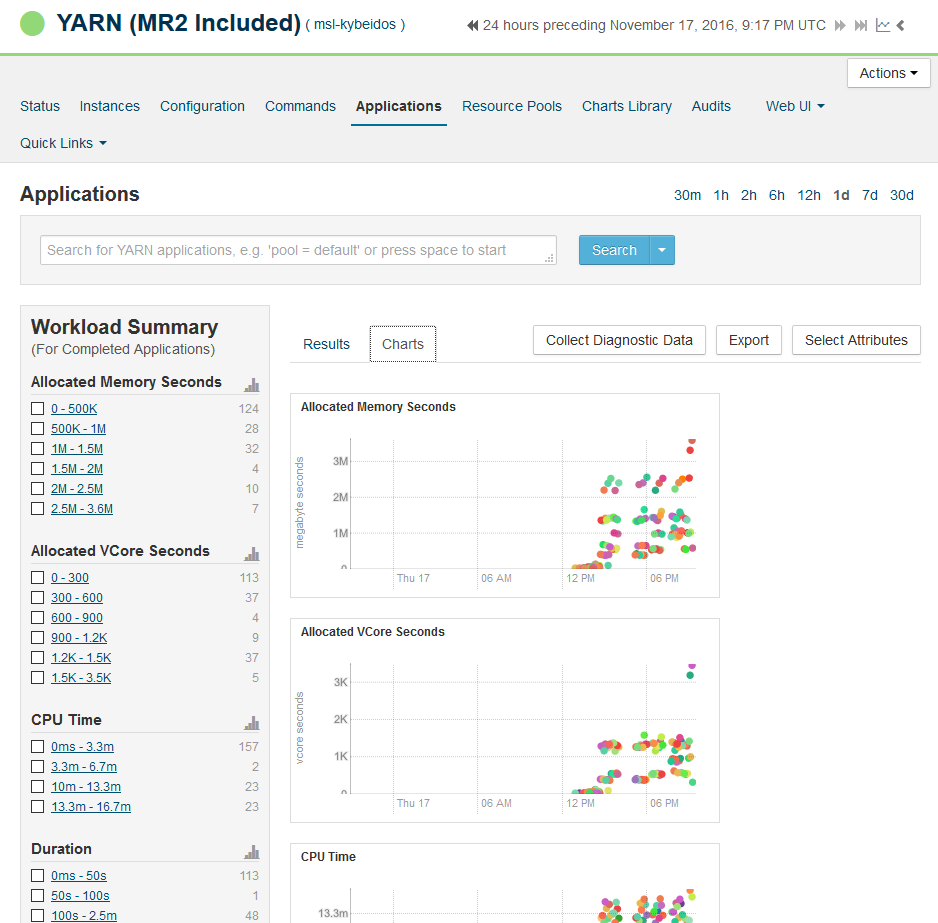 YARN (MR2 Included) ( msl-kybeidos )
24 hours preceding November 17, 2016, 9:17 PM UTC
Actions
Status Instances Configuration Commands Applications Resource Pools Charts Library Audits Web UI
Quick Links
Applications
30m 1h 2h 6h 12h 1d 7d 30d
Search for YARN applications, e.g. 'pool = default' or press space to start
Search
Workload Summary
(For Completed Applications)
Allocated Memory Seconds
0 - 500K 124
500K - 1M 28
1M - 1.5M 32
1.5M - 2M 4
2M - 2.5M 10
2.5M - 3.6M 7
Allocated VCore Seconds
0 - 300 113
300 - 600 37
600 - 900 4
900 - 1.2K 9
1.2K - 1.5K 37
1.5K - 3.5K 5
CPU Time
0ms - 3.3m 157
3.3m - 6.7m 2
10m - 13.3m 23
13.3m - 16.7m 23
Duration
0ms - 50s 113
50s - 100s 1
100s - 2.5m 48
Results Charts
Collect Diagnostic Data Export Select Attributes
Allocated Memory Seconds
megabyte seconds
3M
2M
1M
0
Thu 17 06 AM 12 PM 06 PM
Allocated VCore Seconds
vcore seconds
3K
2K
1K
0
Thu 17 06 AM 12 PM 06 PM
CPU Time
13.3m